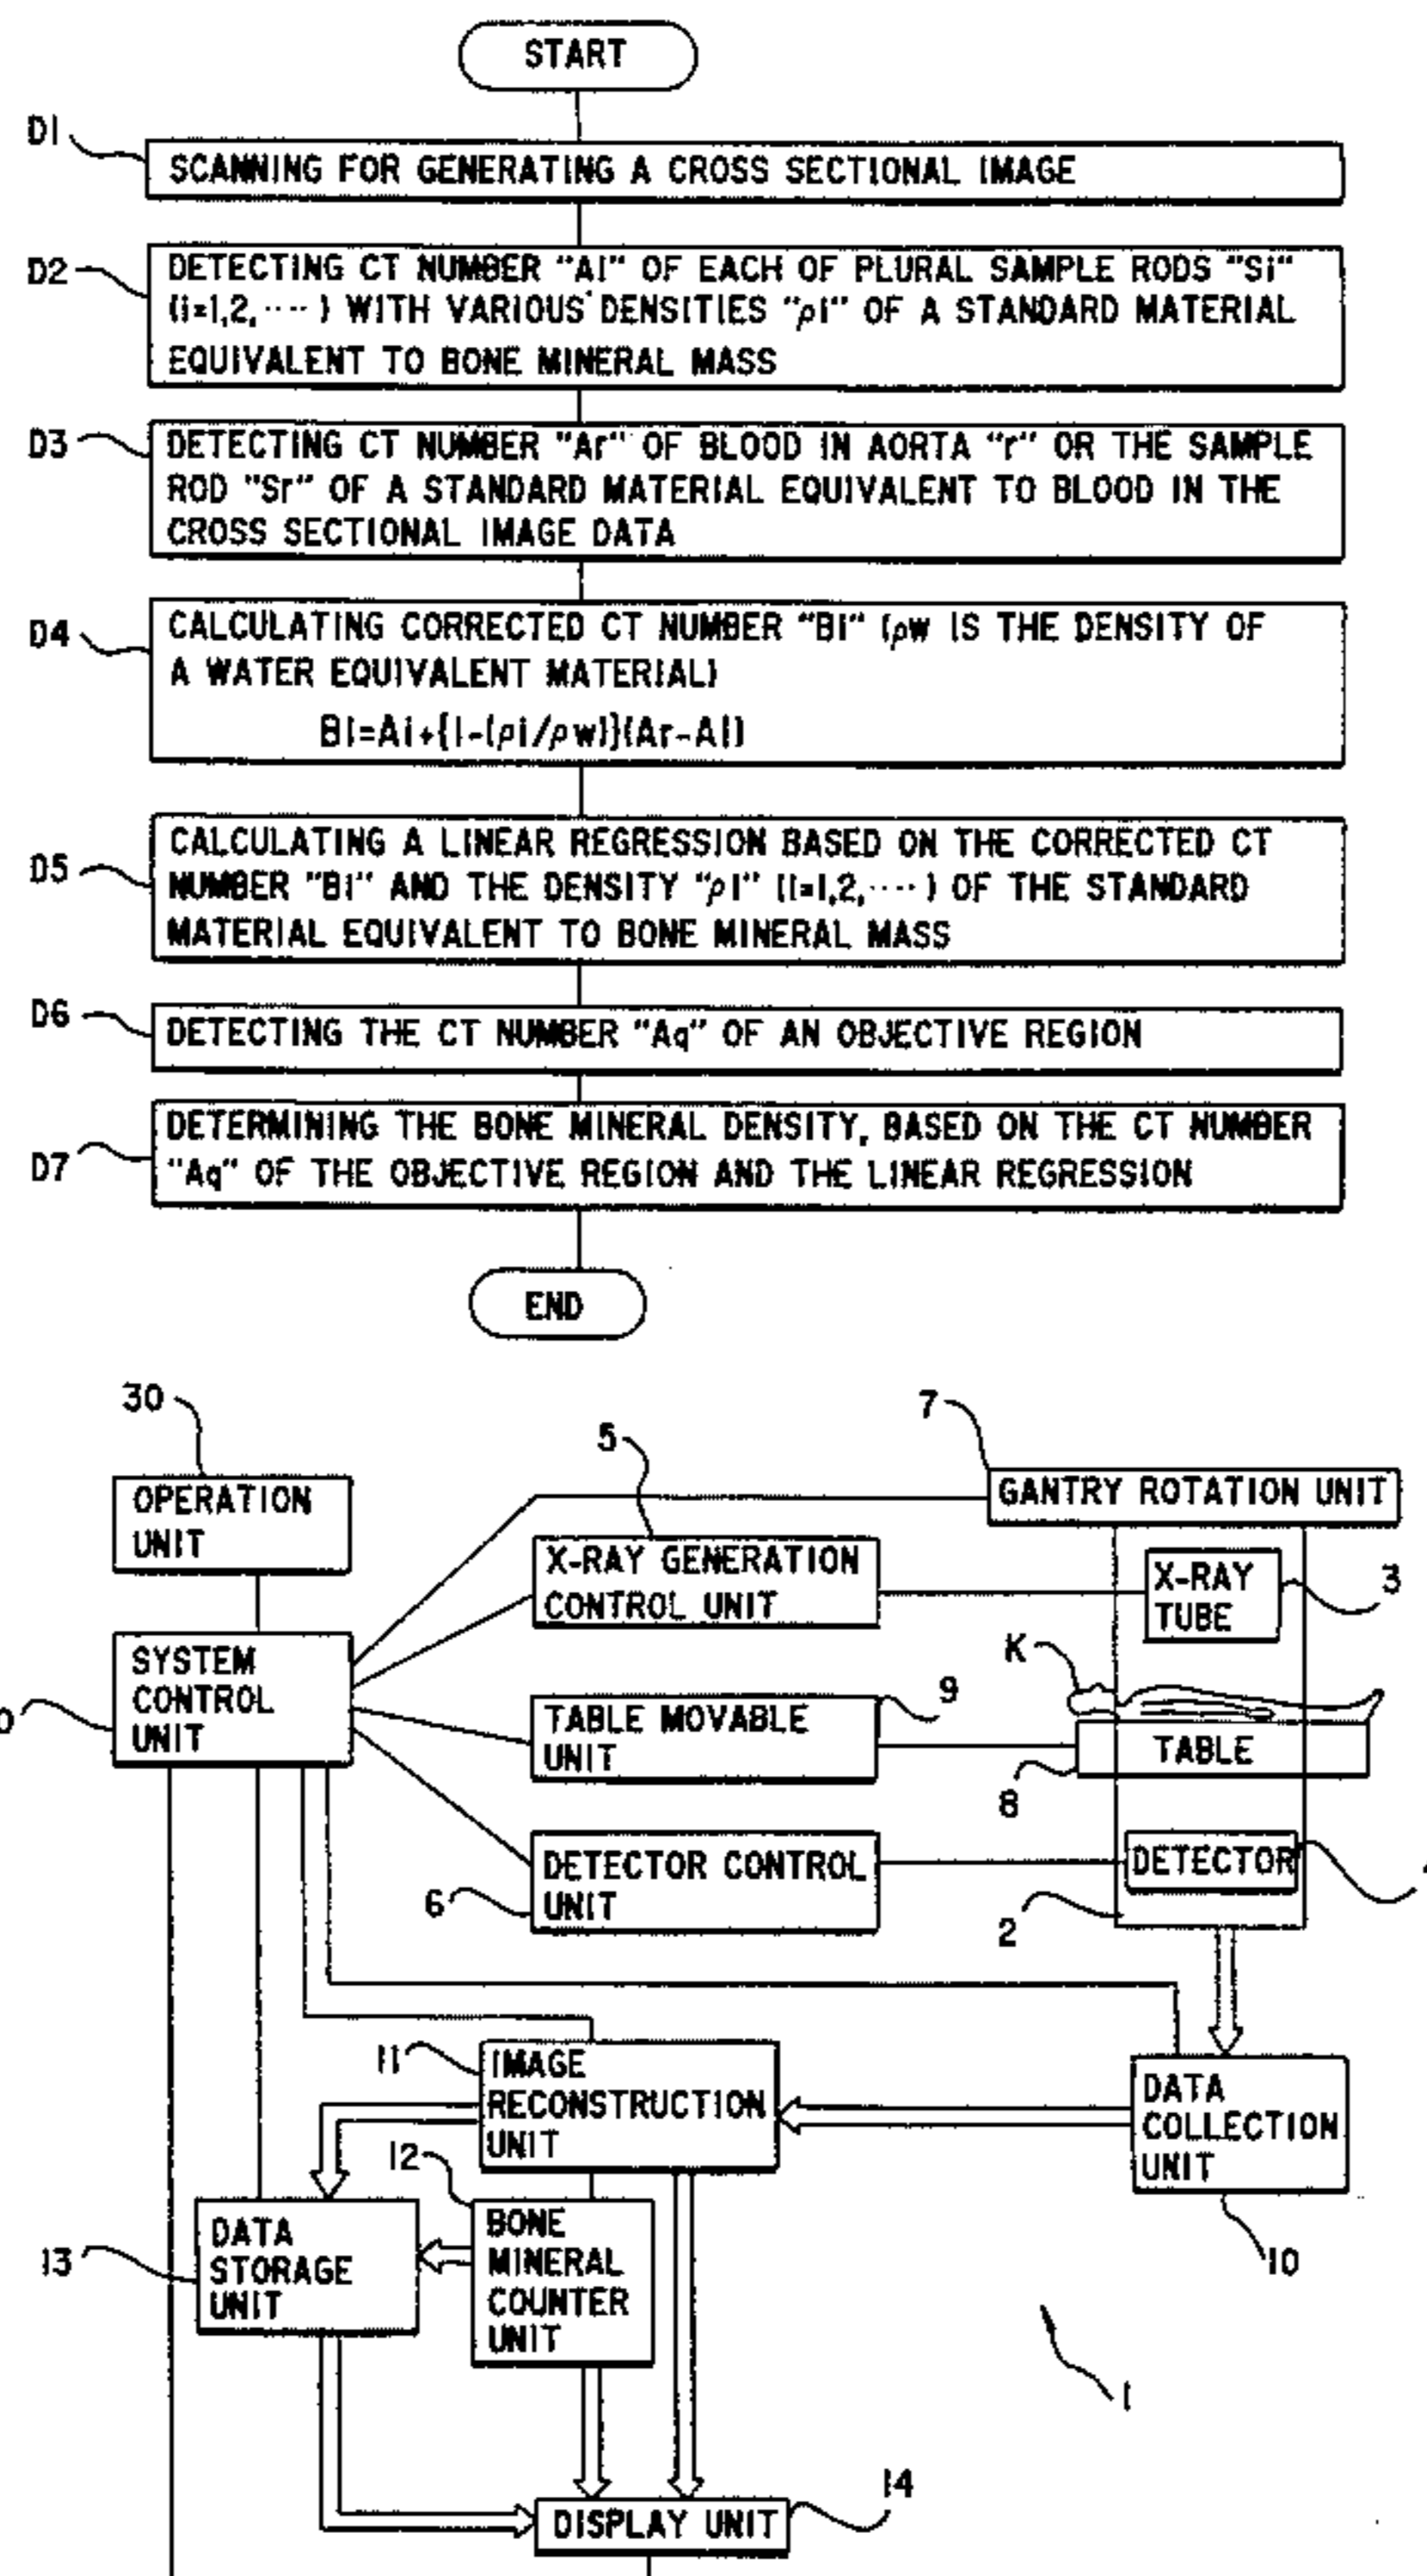 START
D1
SCANNING FOR GENERATING A CROSS SECTIONAL IMAGE
D2
DETECTING CT NUMBER "Ai" OF EACH OF PLURAL SAMPLE RODS "Si"
(i=1,2,····) WITH VARIOUS DENSITIES "ρi" OF A STANDARD MATERIAL
EQUIVALENT TO BONE MINERAL MASS
D3
DETECTING CT NUMBER "Ar" OF BLOOD IN AORTA "r" OR THE SAMPLE
ROD "Sr" OF A STANDARD MATERIAL EQUIVALENT TO BLOOD IN THE
CROSS SECTIONAL IMAGE DATA
D4
CALCULATING CORRECTED CT NUMBER "Bi" (ρw IS THE DENSITY OF
A WATER EQUIVALENT MATERIAL)
Bi=Ai+{1-(ρi/ρw)}(Ar-Ai)
D5
CALCULATING A LINEAR REGRESSION BASED ON THE CORRECTED CT
NUMBER "Bi" AND THE DENSITY "ρi" (i=1,2,····) OF THE STANDARD
MATERIAL EQUIVALENT TO BONE MINERAL MASS
D6
DETECTING THE CT NUMBER "Aq" OF AN OBJECTIVE REGION
D7
DETERMINING THE BONE MINERAL DENSITY, BASED ON THE CT NUMBER
"Aq" OF THE OBJECTIVE REGION AND THE LINEAR REGRESSION
END
30
OPERATION
UNIT
5
7
GANTRY ROTATION UNIT
X-RAY GENERATION
CONTROL UNIT
X-RAY
TUBE
3
SYSTEM
CONTROL
UNIT
K
9
TABLE MOVABLE
UNIT
TABLE
8
DETECTOR CONTROL
UNIT
6
DETECTOR
2
11
IMAGE
RECONSTRUCTION
UNIT
DATA
COLLECTION
UNIT
10
12
BONE
MINERAL
COUNTER
UNIT
DATA
STORAGE
UNIT
13
1
14
DISPLAY UNIT